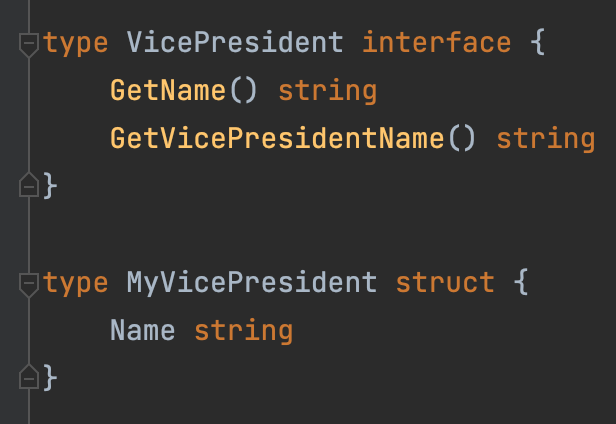 type VicePresident interface {
    GetName() string
    GetVicePresidentName() string
}

type MyVicePresident struct {
    Name string
}